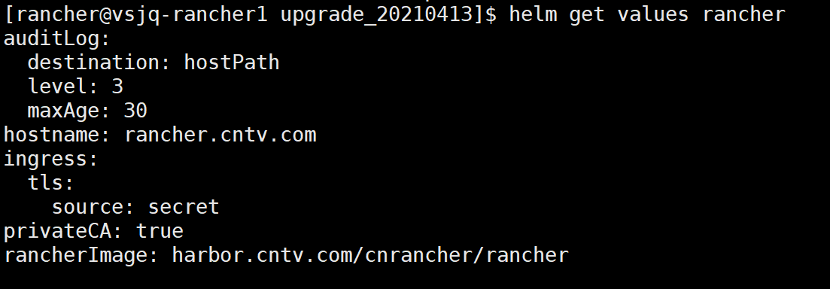 [rancher@vsjq-rancher1 upgrade_20210413]$ helm get values rancher
auditLog:
  destination: hostPath
  level: 3
  maxAge: 30
hostname: rancher.cntv.com
ingress:
  tls:
    source: secret
privateCA: true
rancherImage: harbor.cntv.com/cnrancher/rancher